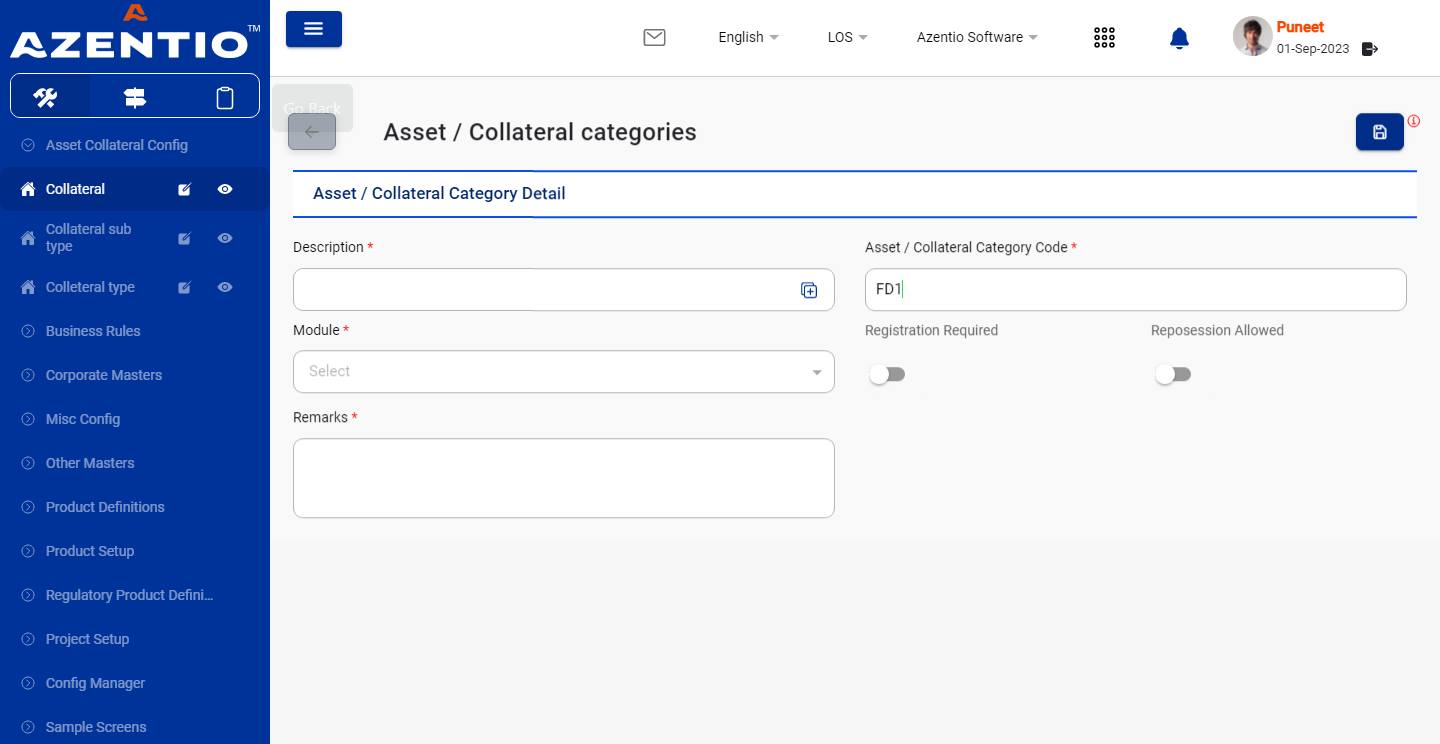 AZENTIO TM
Asset Collateral Config
Collateral
Collateral sub
type
Colleteral type
Business Rules
Corporate Masters
Misc Config
Other Masters
Product Definitions
Product Setup
Regulatory Product Defini...
Project Setup
Config Manager
Sample Screens
English
LOS
Azentio Software
Puneet
01-Sep-2023
Go Back
Asset / Collateral categories
Asset / Collateral Category Detail
Description *
Asset / Collateral Category Code *
FD1
Module *
Registration Required
Reposession Allowed
Select
Remarks *